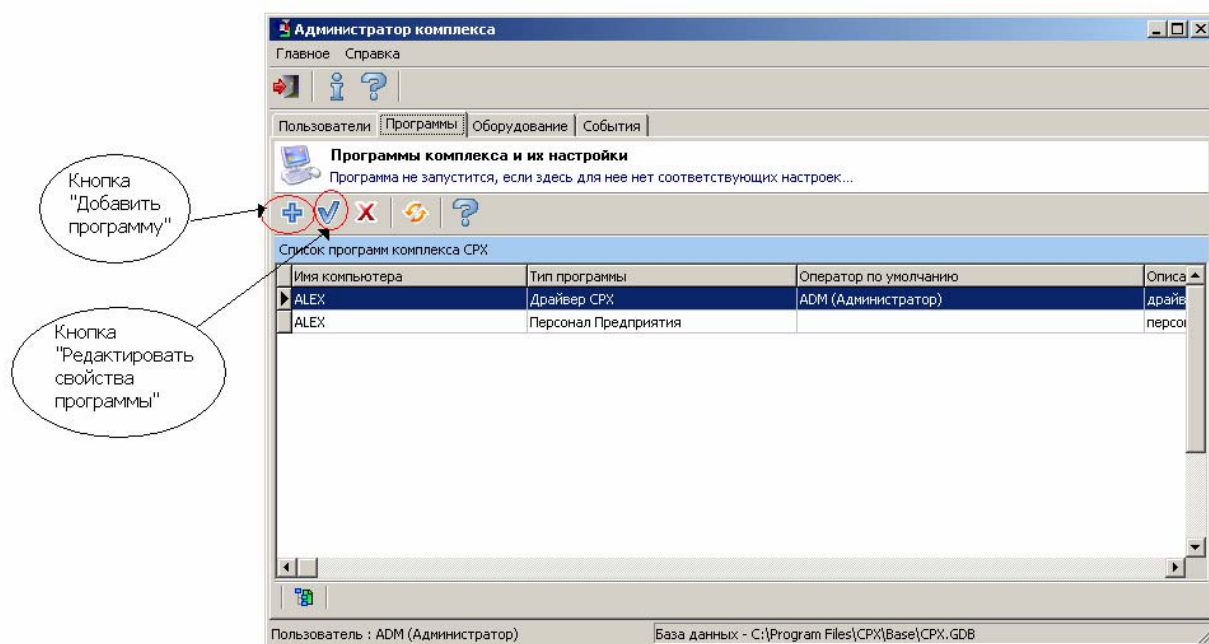 Администратор комплекса
Главное Справка
Пользователи Программы Оборудование События
Программы комплекса и их настройки
Программа не запустится, если здесь для нее нет соответствующих настроек...
Кнопка
"Добавить
программу"
Список программ комплекса СРХ
Имя компьютера Тип программы Оператор по умолчанию Описа
ALEX Драйвер СРХ ADM (Администратор) драйв
ALEX Персонал Предприятия персо
Кнопка
"Редактировать
свойства
программы"
Пользователь : ADM (Администратор) База данных - C:\Program Files\CPX\Base\CPX.GDB